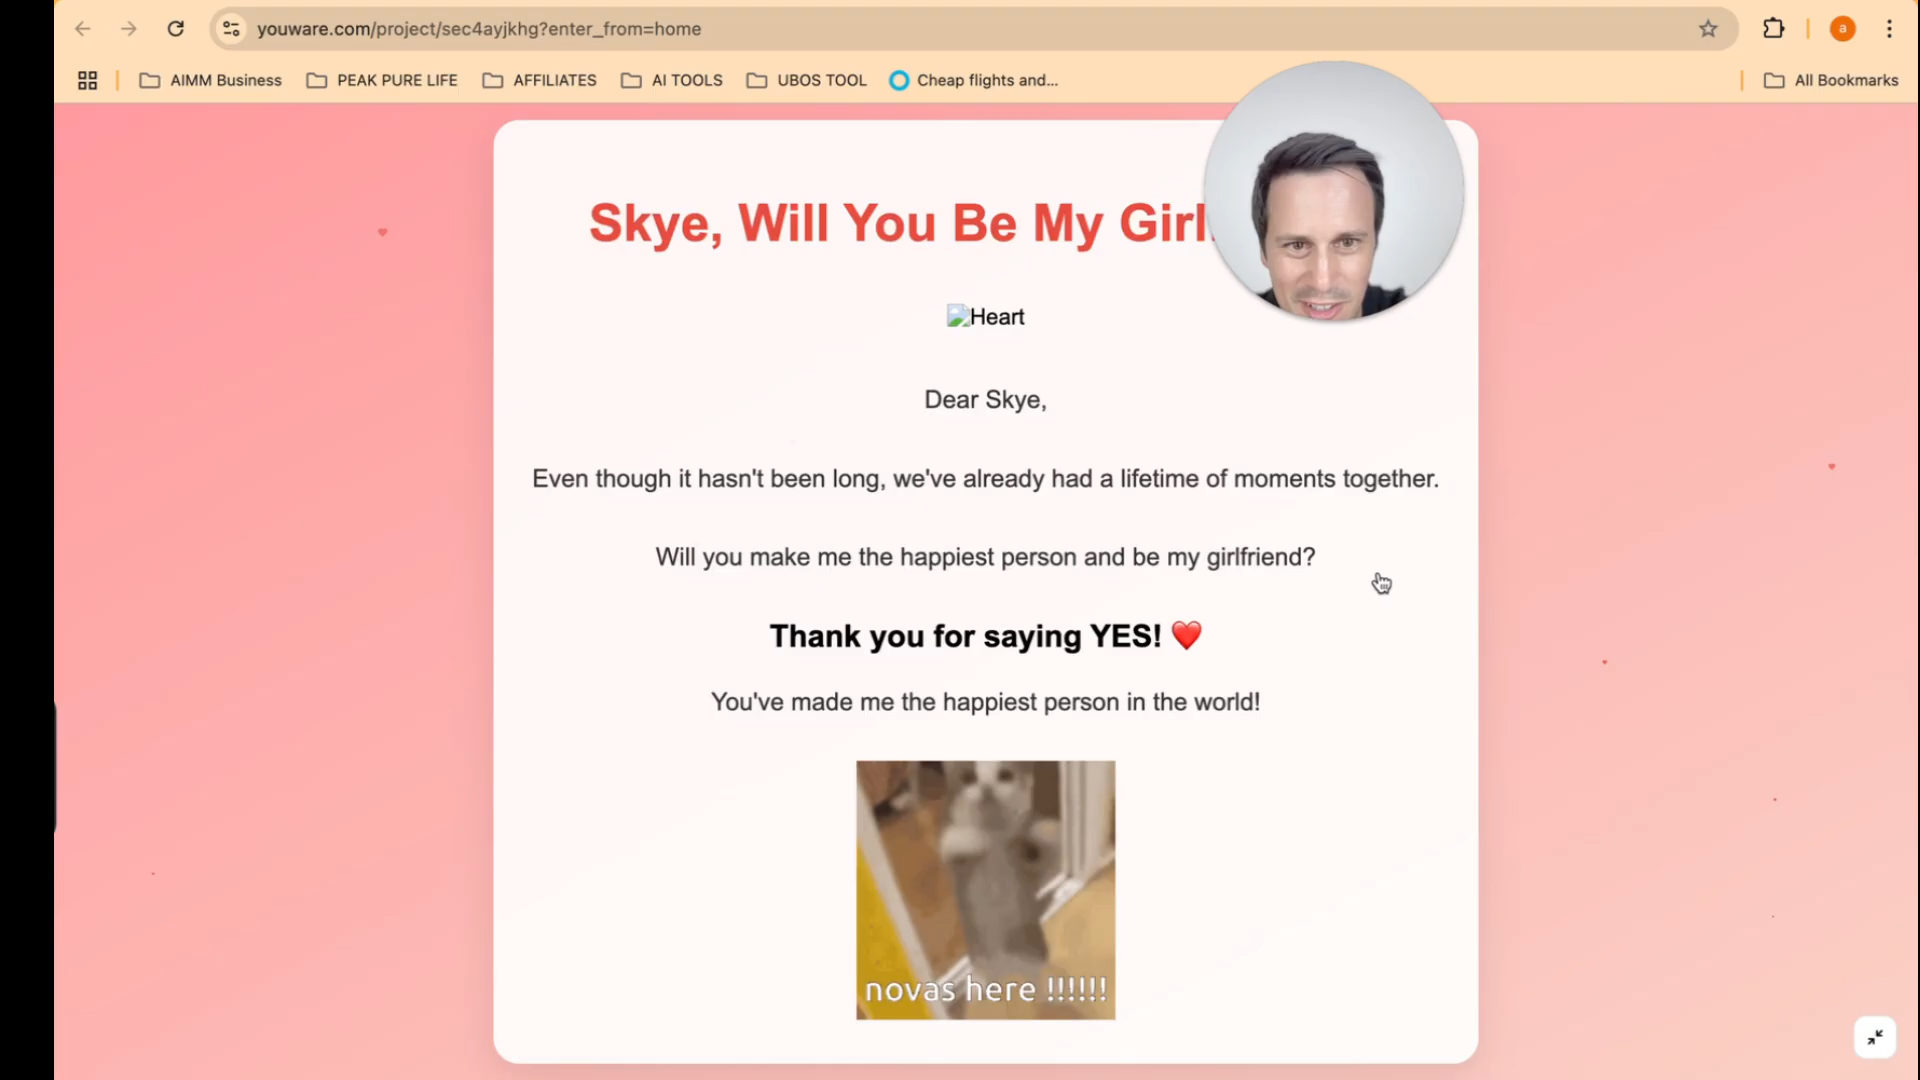 youware.com/project/sec4ayjkhg?enter_from=home
a
AIMM Business
PEAK PURE LIFE
AFFILIATES
AI TOOLS
UBOS TOOL
Cheap flights and...
All Bookmarks
Skye, Will You Be My Girl
Heart
Dear Skye,
Even though it hasn't been long, we've already had a lifetime of moments together.
Will you make me the happiest person and be my girlfriend?
Thank you for saying YES! ❤️
You've made me the happiest person in the world!
novas here !!!!!!